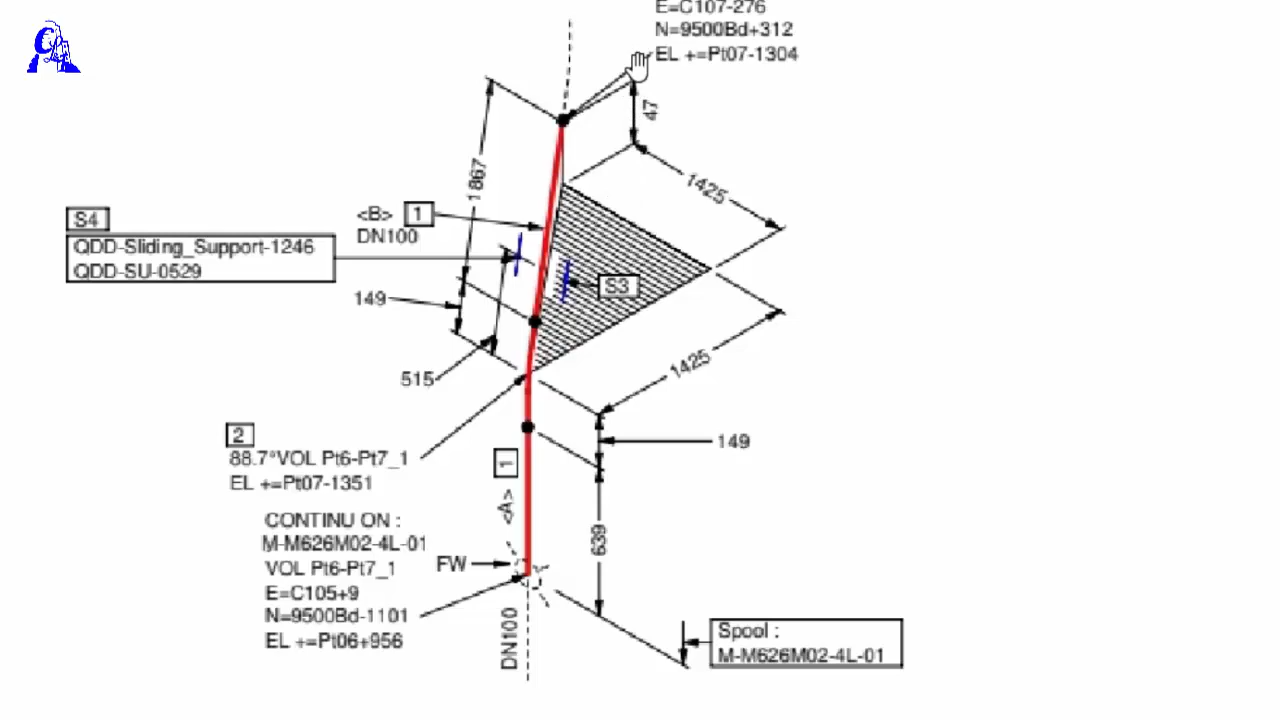 E=C107-276
N=9500Bd+312
EL +=Pt07-1304
47
1867
1425
S4
QDD-Sliding_Support-1246
QDD-SU-0529
<B> 1
DN100
S3
149
515
1425
2
88.7°VOL Pt6-Pt7_1
EL +=Pt07-1351
149
1
<A>
CONTINU ON :
M-M626M02-4L-01
VOL Pt6-Pt7_1
E=C105+9
N=9500Bd-1101
EL +=Pt06+956
FW
639
DN100
Spool :
M-M626M02-4L-01